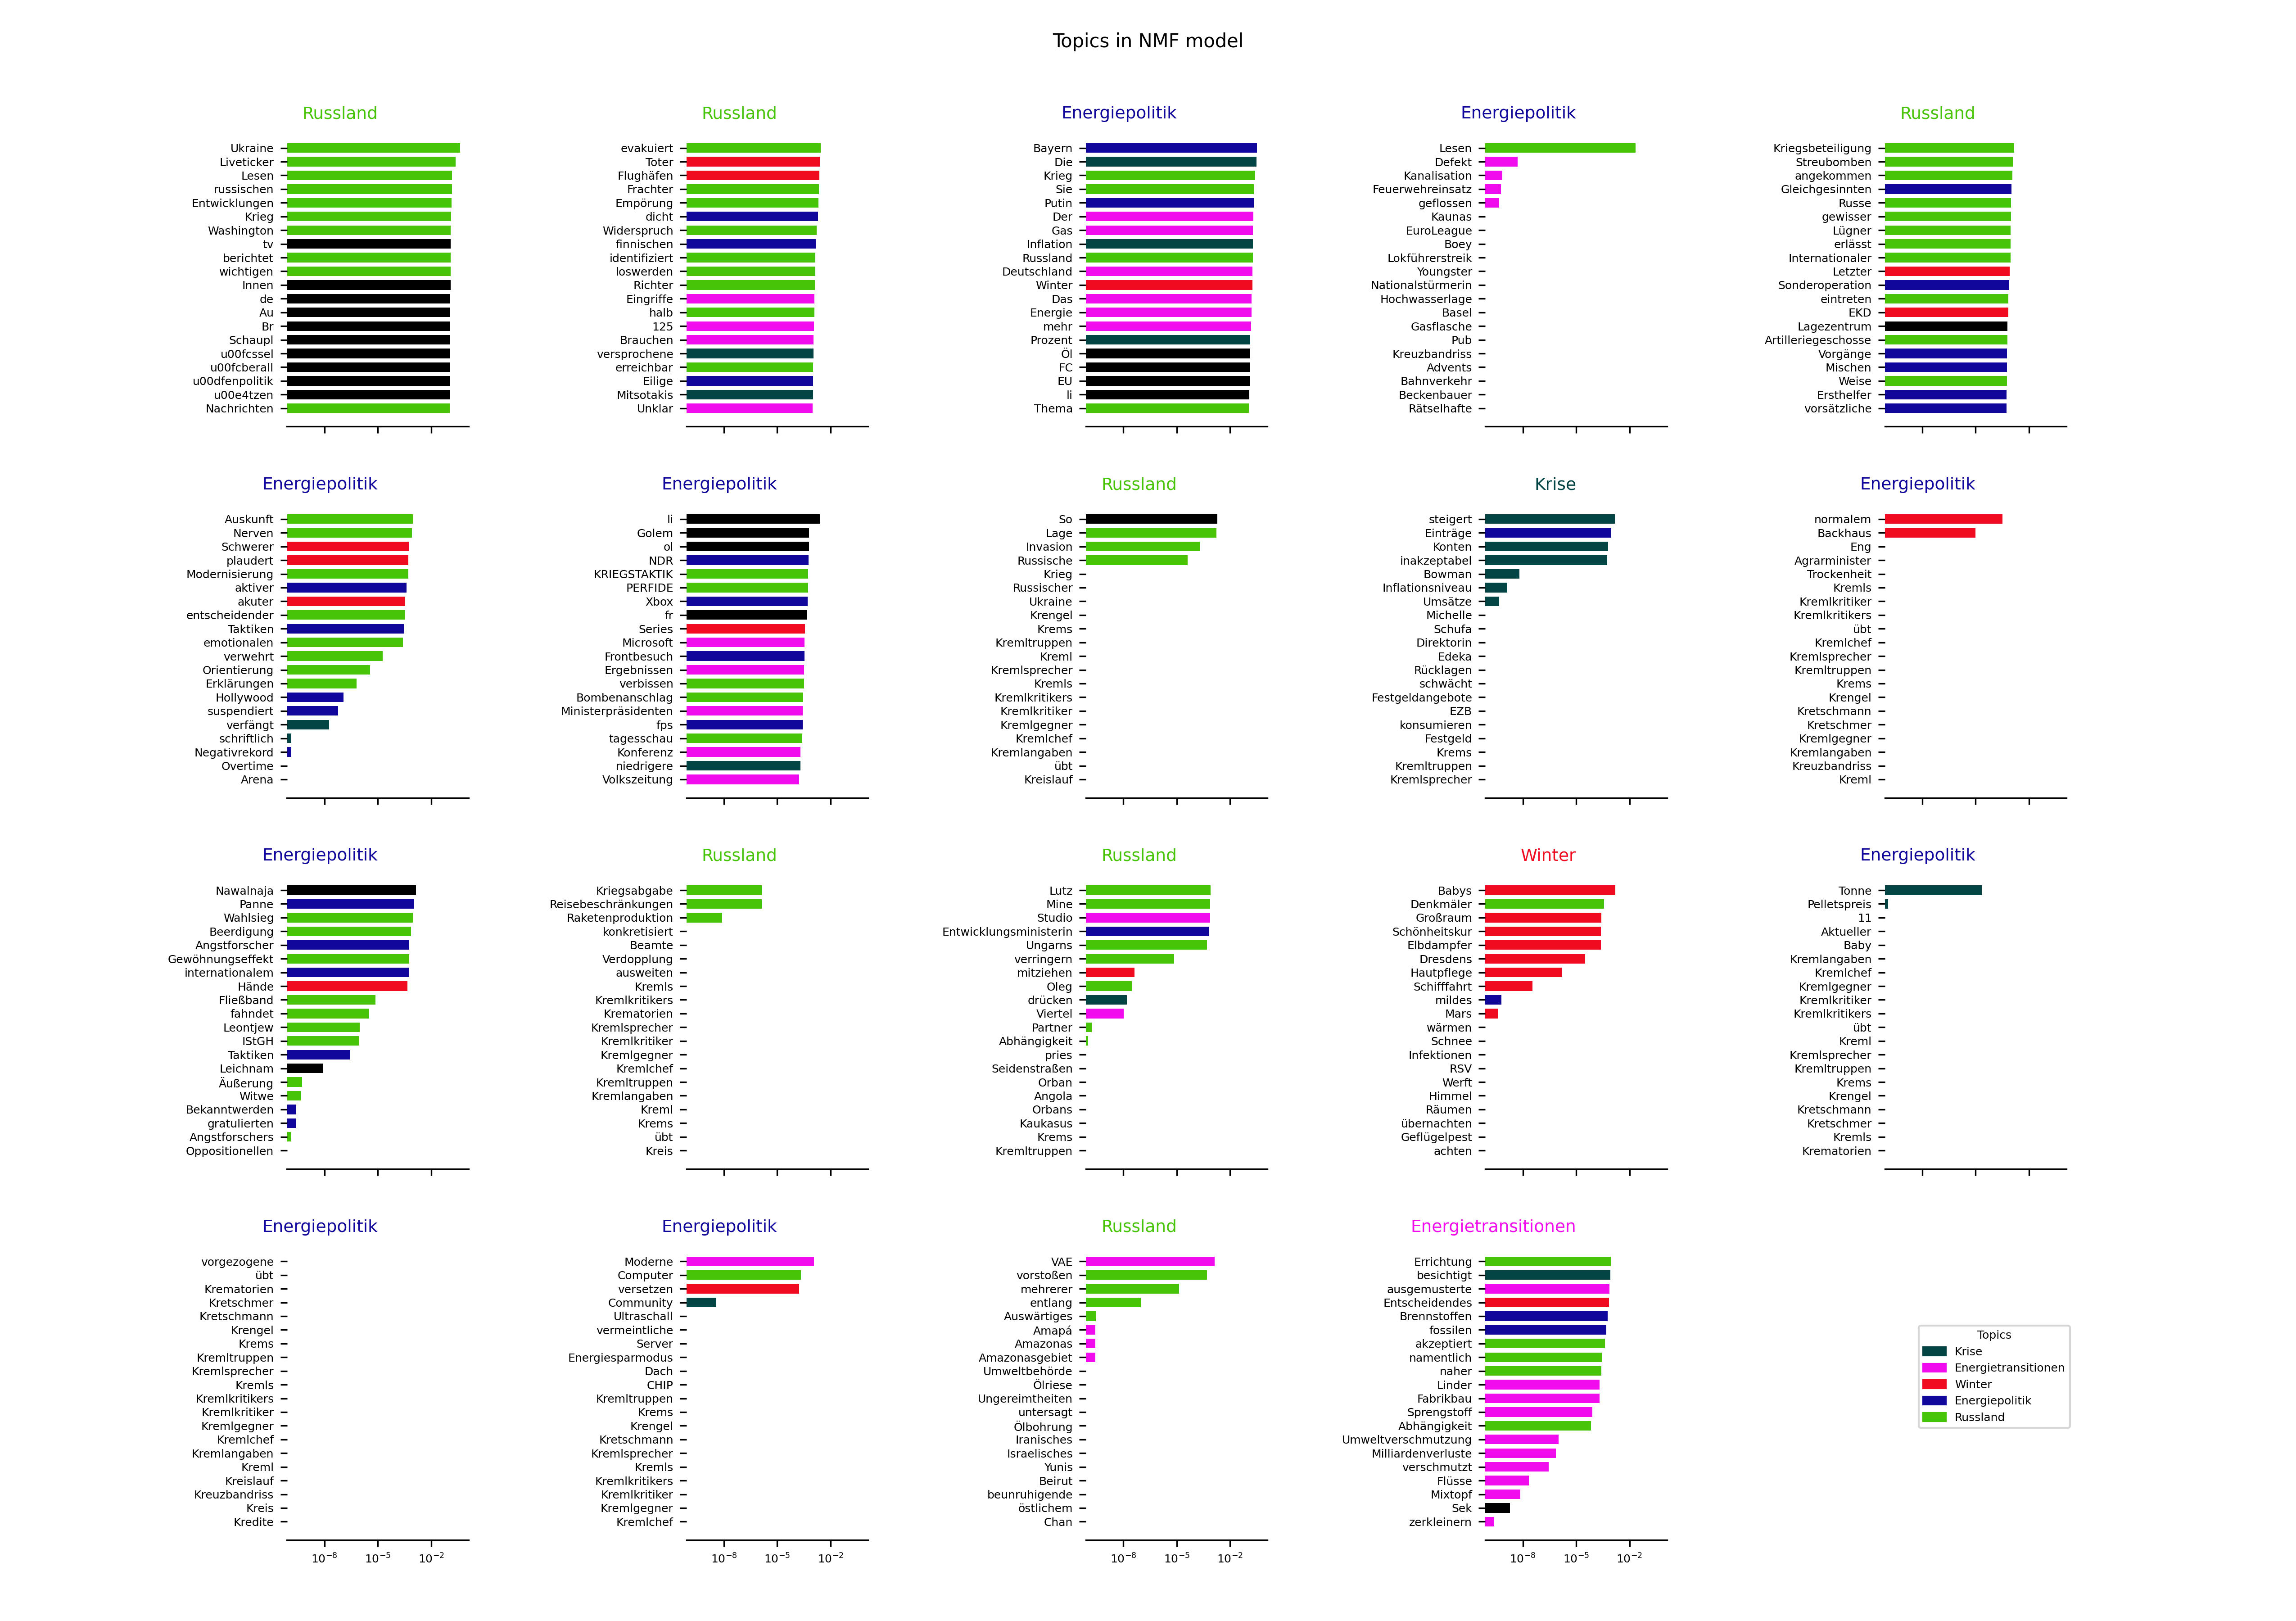 Topics in NMF model
Russland
Ukraine
Liveticker
Lesen
russischen
Entwicklungen
Krieg
Washington
tv
berichtet
wichtigen
Innen
de
Au
Br
Schaupl
u00fcssel
u00fcberall
u00dfenpolitik
u00e4tzen
Nachrichten
Russland
evakuiert
Toter
Flughäfen
Frachter
Empörung
dicht
Widerspruch
finnischen
identifiziert
loswerden
Richter
Eingriffe
halb
125
Brauchen
versprochene
erreichbar
Eilige
Mitsotakis
Unklar
Energiepolitik
Bayern
Die
Krieg
Sie
Putin
Der
Gas
Inflation
Russland
Deutschland
Winter
Das
Energie
mehr
Prozent
Öl
FC
EU
li
Thema
Energiepolitik
Lesen
Defekt
Kanalisation
Feuerwehreinsatz
geflossen
Kaunas
EuroLeague
Boey
Lokführerstreik
Youngster
Nationalstürmerin
Hochwasserlage
Basel
Gasflasche
Pub
Kreuzbandriss
Advents
Bahnverkehr
Beckenbauer
Rätselhafte
Russland
Kriegsbeteiligung
Streubomben
angekommen
Gleichgesinnten
Russe
gewisser
Lügner
erlässt
Internationaler
Letzter
Sonderoperation
eintreten
EKD
Lagezentrum
Artilleriegeschosse
Vorgänge
Mischen
Weise
Ersthelfer
vorsätzliche
Energiepolitik
Auskunft
Nerven
Schwerer
plaudert
Modernisierung
aktiver
akuter
entscheidender
Taktiken
emotionalen
verwehrt
Orientierung
Erklärungen
Hollywood
suspendiert
verfängt
schriftlich
Negativrekord
Overtime
Arena
Energiepolitik
li
Golem
ol
NDR
KRIEGSTAKTIK
PERFIDE
Xbox
fr
Series
Microsoft
Frontbesuch
Ergebnissen
verbissen
Bombenanschlag
Ministerpräsidenten
fps
tagesschau
Konferenz
niedrigere
Volkszeitung
Russland
So
Lage
Invasion
Russische
Krieg
Russischer
Ukraine
Krengel
Krems
Kremltruppen
Kreml
Kremlsprecher
Kremls
Kremlkritikers
Kremlkritiker
Kremlgegner
Kremlchef
Kremlangaben
übt
Kreislauf
Krise
steigert
Einträge
Konten
inakzeptabel
Bowman
Inflationsniveau
Umsätze
Michelle
Schufa
Direktorin
Edeka
Rücklagen
schwächt
Festgeldangebote
EZB
konsumieren
Festgeld
Krems
Kremltruppen
Kremlsprecher
Energiepolitik
normalem
Backhaus
Eng
Agrarminister
Trockenheit
Kremls
Kremlkritiker
Kremlkritikers
übt
Kremlchef
Kremlsprecher
Kremltruppen
Krems
Krengel
Kretschmann
Kretschmer
Kremlgegner
Kremlangaben
Kreuzbandriss
Kreml
Energiepolitik
Nawalnaja
Panne
Wahlsieg
Beerdigung
Angstforscher
Gewöhnungseffekt
internationalem
Hände
Fließband
fahndet
Leontjew
IStGH
Taktiken
Leichnam
Äußerung
Witwe
Bekanntwerden
gratulierten
Angstforschers
Oppositionellen
Russland
Kriegsabgabe
Reisebeschränkungen
Raketenproduktion
konkretisiert
Beamte
Verdopplung
ausweiten
Kremls
Kremlkritikers
Krematorien
Kremlsprecher
Kremlkritiker
Kremlgegner
Kremlchef
Kremltruppen
Kremlangaben
Kreml
Krems
übt
Kreis
Russland
Lutz
Mine
Studio
Entwicklungsministerin
Ungarns
verringern
mitziehen
Oleg
drücken
Viertel
Partner
Abhängigkeit
pries
Seidenstraßen
Orban
Angola
Orbans
Kaukasus
Krems
Kremltruppen
Winter
Babys
Denkmäler
Großraum
Schönheitskur
Elbdampfer
Dresdens
Hautpflege
Schifffahrt
mildes
Mars
wärmen
Schnee
Infektionen
RSV
Werft
Himmel
Räumen
übernachten
Geflügelpest
achten
Energiepolitik
Tonne
Pelletspreis
11
Aktueller
Baby
Kremlangaben
Kremlchef
Kremlgegner
Kremlkritiker
Kremlkritikers
übt
Kreml
Kremlsprecher
Kremltruppen
Krems
Krengel
Kretschmann
Kretschmer
Kremls
Krematorien
Energiepolitik
vorgezogene
übt
Krematorien
Kretschmer
Kretschmann
Krengel
Krems
Kremltruppen
Kremlsprecher
Kremls
Kremlkritikers
Kremlkritiker
Kremlgegner
Kremlchef
Kremlangaben
Kreml
Kreislauf
Kreuzbandriss
Kreis
Kredite
10⁻⁸ 10⁻⁵ 10⁻²
Energiepolitik
Moderne
Computer
versetzen
Community
Ultraschall
vermeintliche
Server
Energiesparmodus
Dach
CHIP
Kremltruppen
Krems
Krengel
Kretschmann
Kremlsprecher
Kremls
Kremlkritikers
Kremlkritiker
Kremlgegner
Kremlchef
10⁻⁸ 10⁻⁵ 10⁻²
Russland
VAE
vorstoßen
mehrerer
entlang
Auswärtiges
Amapá
Amazonas
Amazonasgebiet
Umweltbehörde
Ölriese
Ungereimtheiten
untersagt
Ölbohrung
Iranisches
Israelisches
Yunis
Beirut
beunruhigende
östlichem
Chan
10⁻⁸ 10⁻⁵ 10⁻²
Energietransitionen
Errichtung
besichtigt
ausgemusterte
Entscheidendes
Brennstoffen
fossilen
akzeptiert
namentlich
naher
Linder
Fabrikbau
Sprengstoff
Abhängigkeit
Umweltverschmutzung
Milliardenverluste
verschmutzt
Flüsse
Mixtopf
Sek
zerkleinern
10⁻⁸ 10⁻⁵ 10⁻²
Topics
Krise
Energietransitionen
Winter
Energiepolitik
Russland